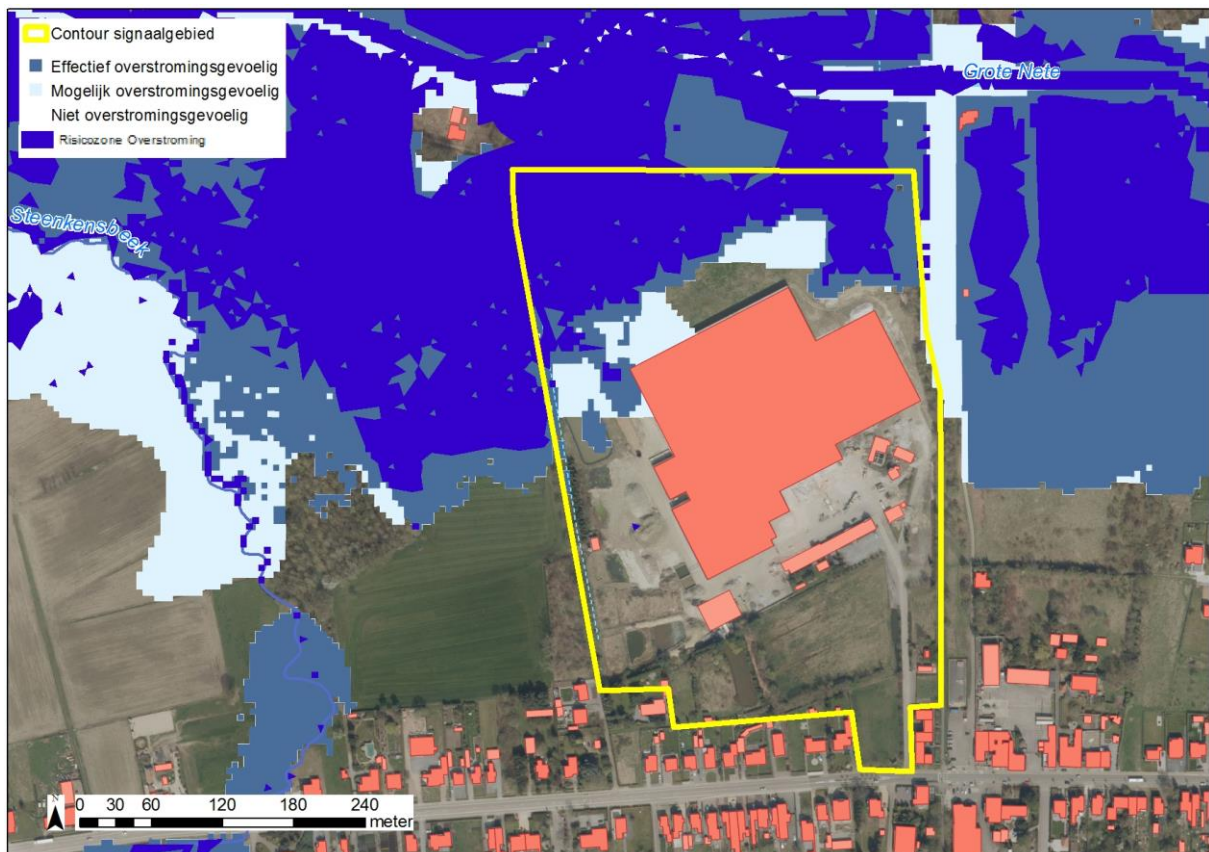 Contour signaalgebied
Effectief overstromingsgevoelig
Mogelijk overstromingsgevoelig
Niet overstromingsgevoelig
Risicozone Overstroming
Grote Nete
Steenkensbeek
0 30 60 120 180 240
meter
N